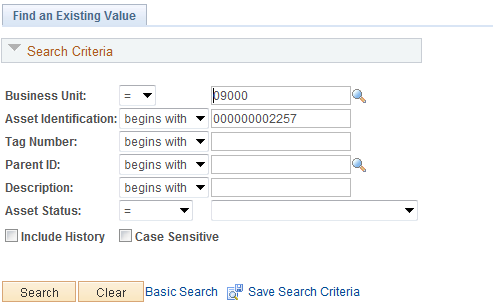 Find an Existing Value
Search Criteria
Business Unit: = 09000
Asset Identification: begins with 000000002257
Tag Number: begins with
Parent ID: begins with
Description: begins with
Asset Status: =
Include History Case Sensitive
Search Clear Basic Search Save Search Criteria